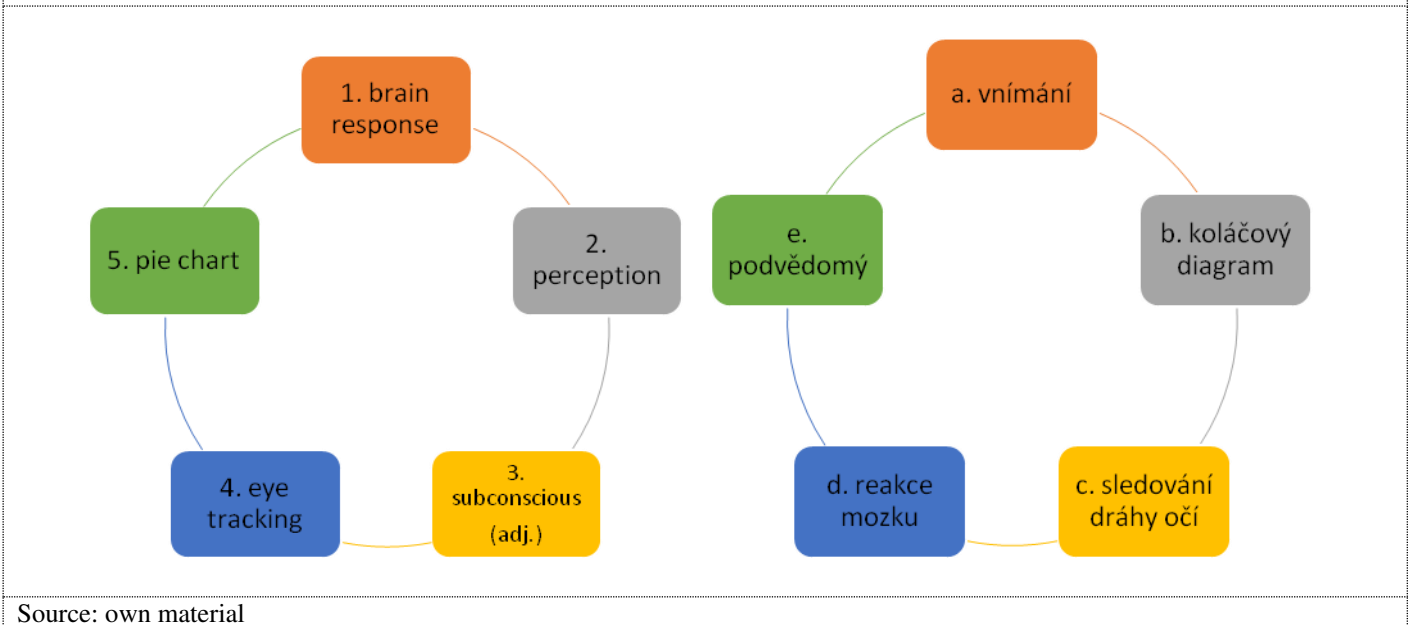 1. brain
response
2.
perception
3.
subconscious
(adj.)
4. eye
tracking
5. pie chart
a. vnímání
b. koláčový
diagram
c. sledování
dráhy očí
d. reakce
mozku
e.
podvědomý
Source: own material